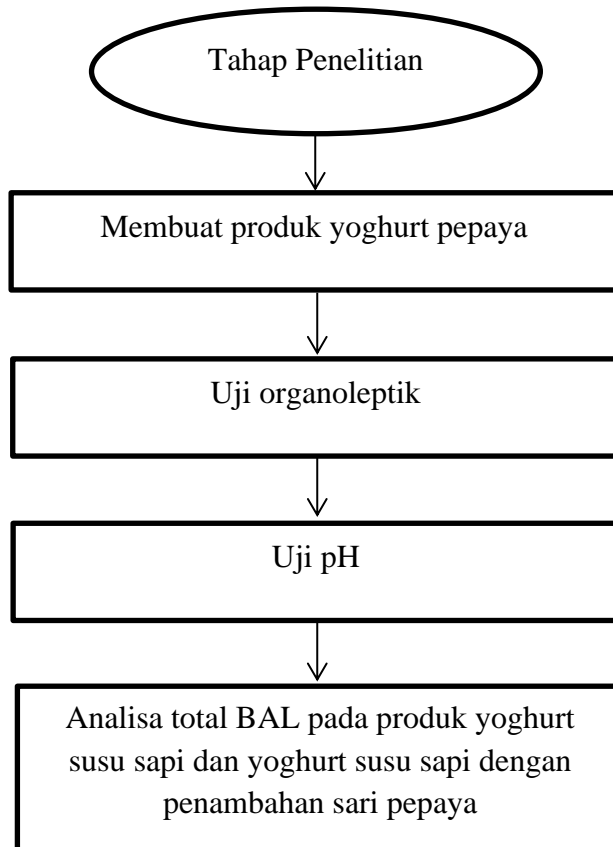 Tahap Penelitian
Membuat produk yoghurt pepaya
Uji organoleptik
Uji pH
Analisa total BAL pada produk yoghurt
susu sapi dan yoghurt susu sapi dengan
penambahan sari pepaya